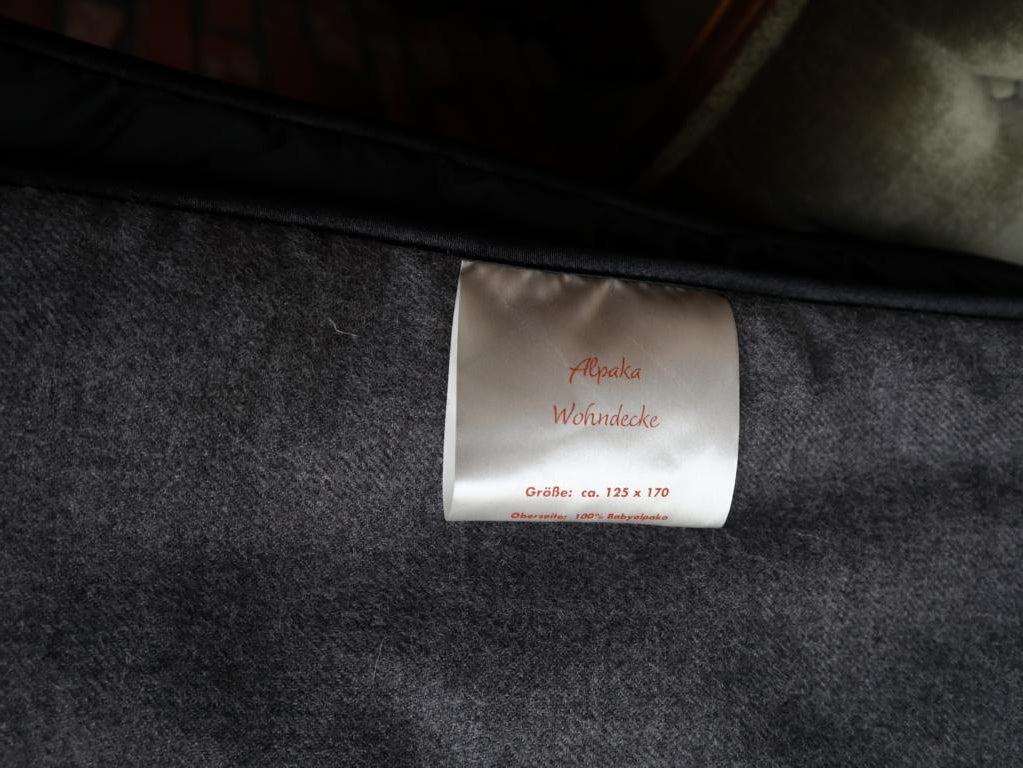 Alpaka
Wohndecke
Größe: ca. 125 x 170
Oberseite: 100% Babyalpaka